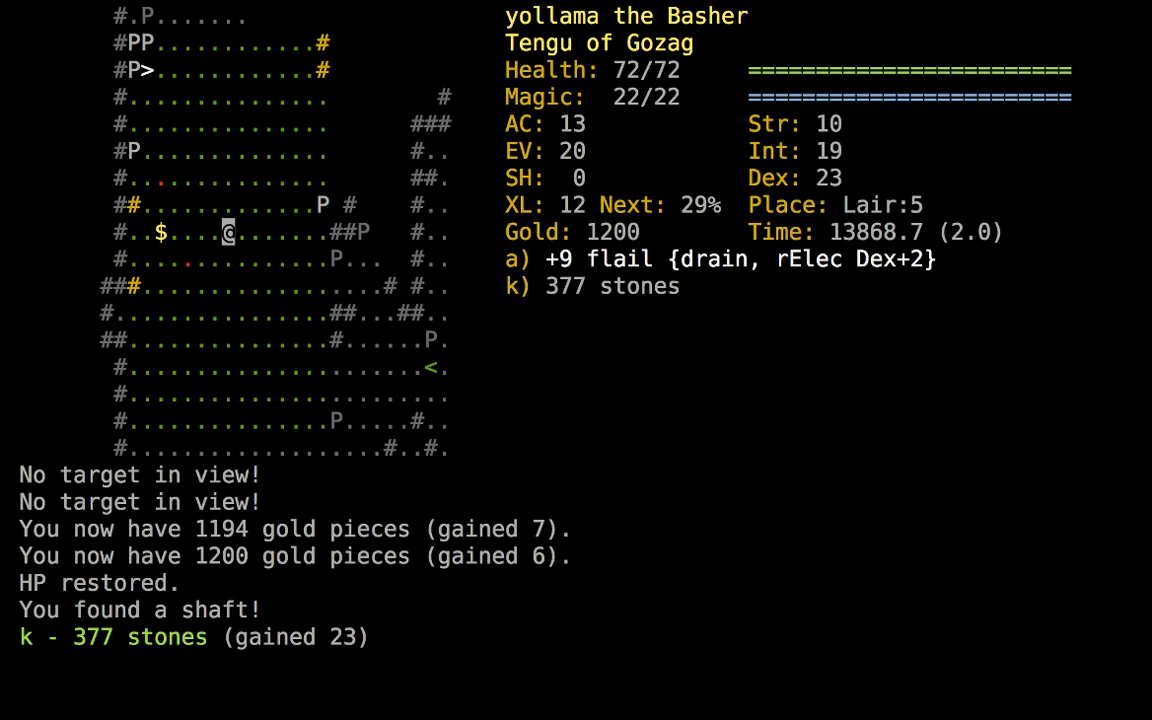 #.P.......            yollama the Basher
#PP............#      Tengu of Gozag
#P>............#      Health: 72/72     ========================
#...............        #      Magic:  22/22     ========================
#...............      ###      AC: 13            Str: 10
#P..............      #..      EV: 20            Int: 19
#...............      ##.      SH:  0            Dex: 23
##.............P #    #..      XL: 12 Next: 29%  Place: Lair:5
#..$....@.......##P   #..      Gold: 1200        Time: 13868.7 (2.0)
#...............P...  #..      a) +9 flail {drain, rElec Dex+2}
###..................# #..      k) 377 stones
#................##...##..
##...............#......P.
#......................<.
#........................
#...............P.....#..
#...................#..#.
No target in view!
No target in view!
You now have 1194 gold pieces (gained 7).
You now have 1200 gold pieces (gained 6).
HP restored.
You found a shaft!
k - 377 stones (gained 23)